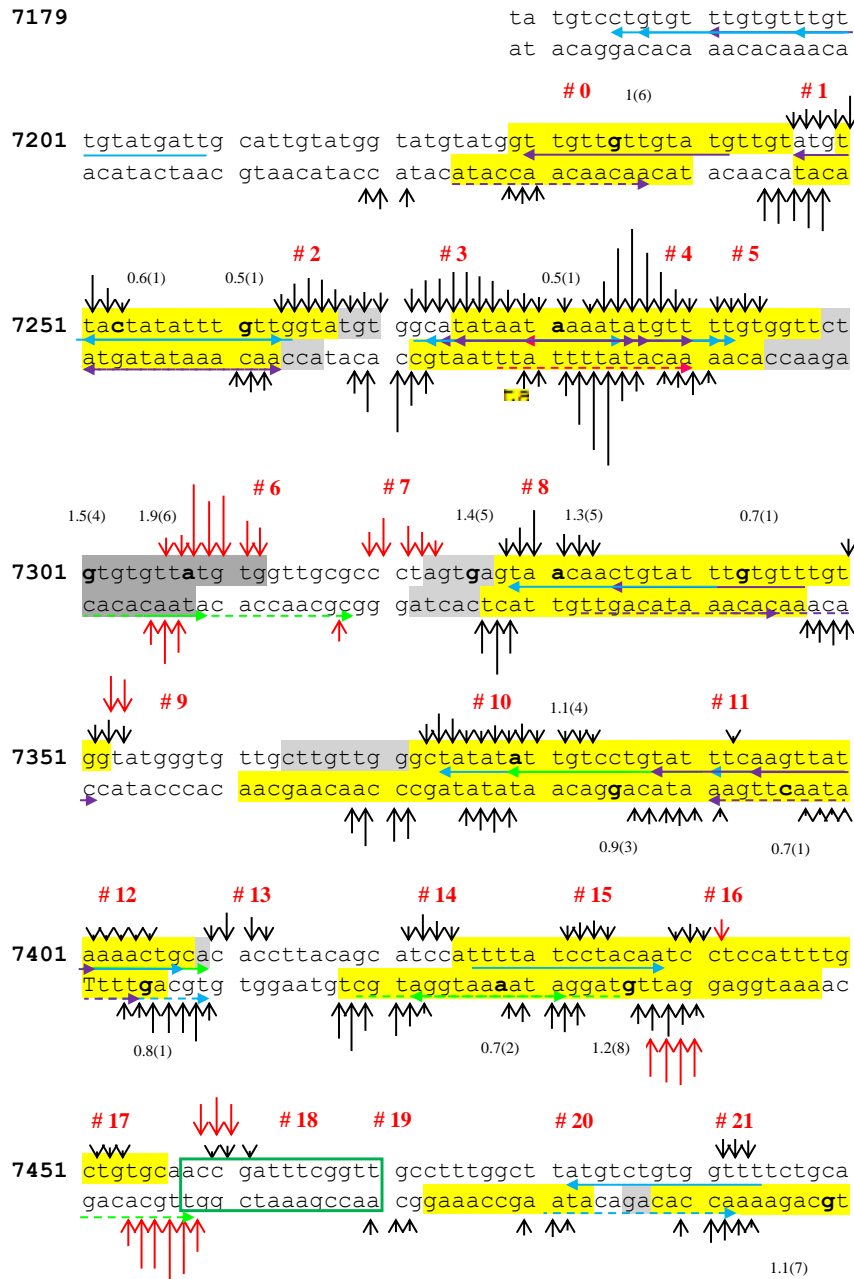 7179 ta tgtcctgtgt ttgtgtttgt
at acaggacaca aacacaaaca
# 0 1(6) # 1
7201 tgtatgattg cattgtatgg tatgtatggt tgttgttgta tgttgtatgt
acatactaac gtaacatacc atacatacca acaacaacat acaacataca
0.6(1) 0.5(1) # 2 # 3 0.5(1) # 4 # 5
7251 tactatattt gttggtatgt ggcatataat aaaatatgtt ttgtggttct
atgatataaa caaccataca ccgtaattta ttttatacaa aacaccaaga
ta
1.5(4) 1.9(6) # 6 # 7 1.4(5) # 8 1.3(5) 0.7(1)
7301 gtgtgttatg tggttgcgcc ctagtgagta acaactgtat ttgtgtttgt
cacacaatac accaacgcgg gatcactcat tgttgacata aacacaaaca
# 9 # 10 1.1(4) # 11
7351 ggtatgggtg ttgcttgttg ggctatatat tgtcctgtat ttcaagttat
ccatacccac aacgaacaac ccgatatata acaggacata aagttcaata
0.9(3) 0.7(1)
# 12 # 13 # 14 # 15 # 16
7401 aaaactgcac accttacagc atccatttta tcctacaatc ctccattttg
Ttttgacgtg tggaatgtcg taggtaaaat aggatgttag gaggtaaaac
0.8(1) 0.7(2) 1.2(8)
# 17 # 18 # 19 # 20 # 21
7451 ctgtgcaacc gatttcggtt gcctttggct tatgtctgtg gttttctgca
gacacgttgg ctaaagccaa cggaaaccga atacagacac caaaagacgt
1.1(7)